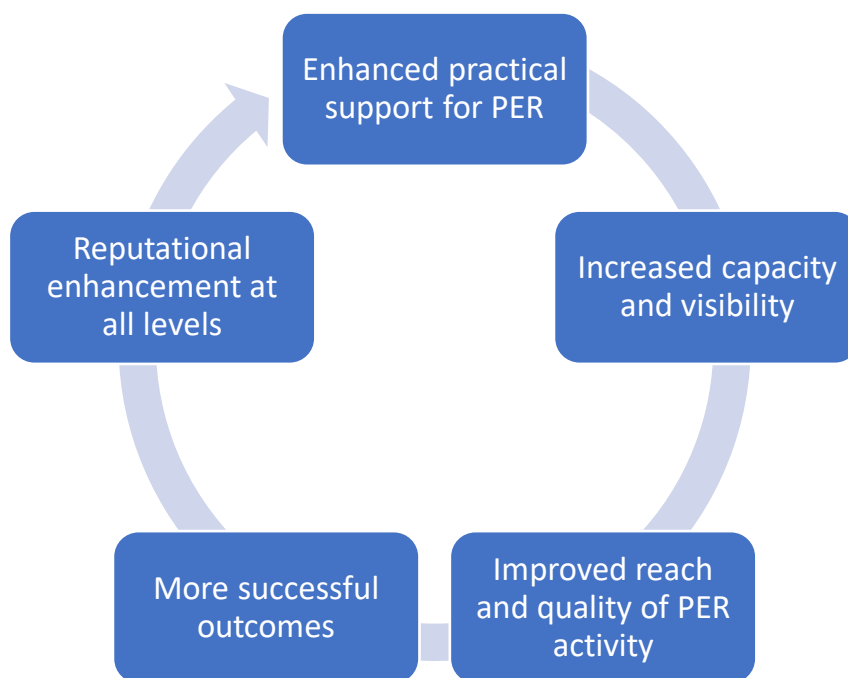 Enhanced practical
support for PER
Increased capacity
and visibility
Improved reach
and quality of PER
activity
More successful
outcomes
Reputational
enhancement at
all levels